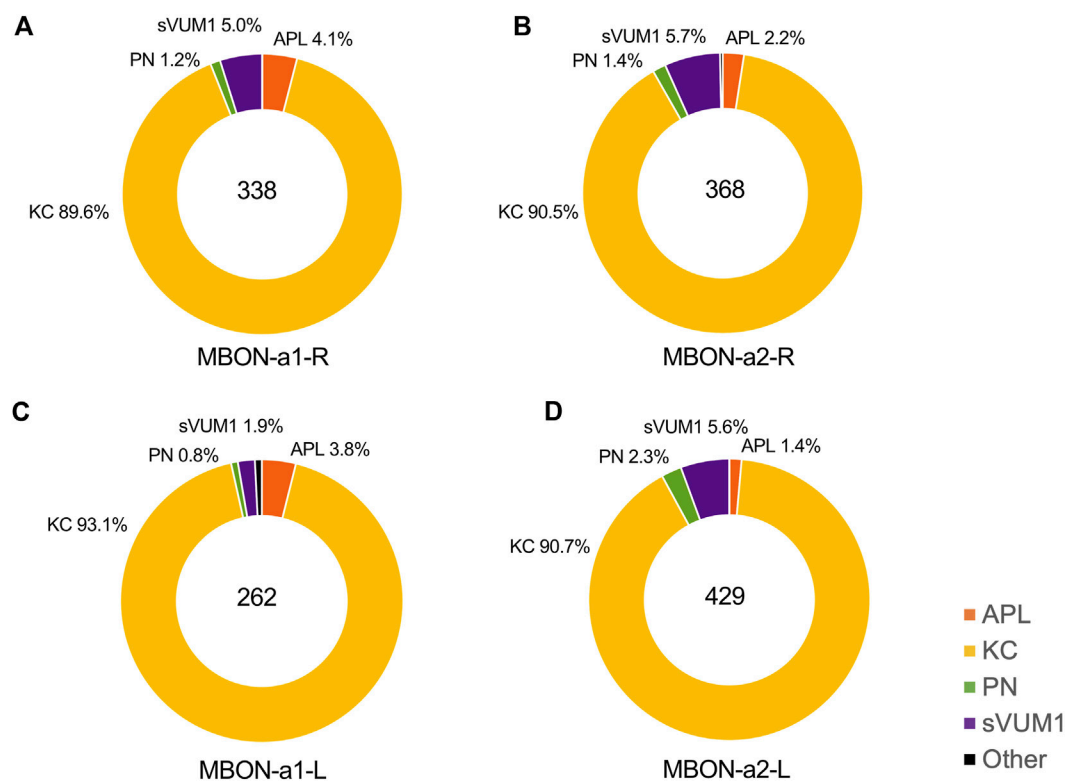 A
sVUM1 5.0%
APL 4.1%
PN 1.2%
KC 89.6%
338
MBON-a1-R
B
sVUM1 5.7%
APL 2.2%
PN 1.4%
KC 90.5%
368
MBON-a2-R
C
sVUM1 1.9%
APL 3.8%
PN 0.8%
KC 93.1%
262
MBON-a1-L
D
sVUM1 5.6%
APL 1.4%
PN 2.3%
KC 90.7%
429
MBON-a2-L
APL
KC
PN
sVUM1
Other